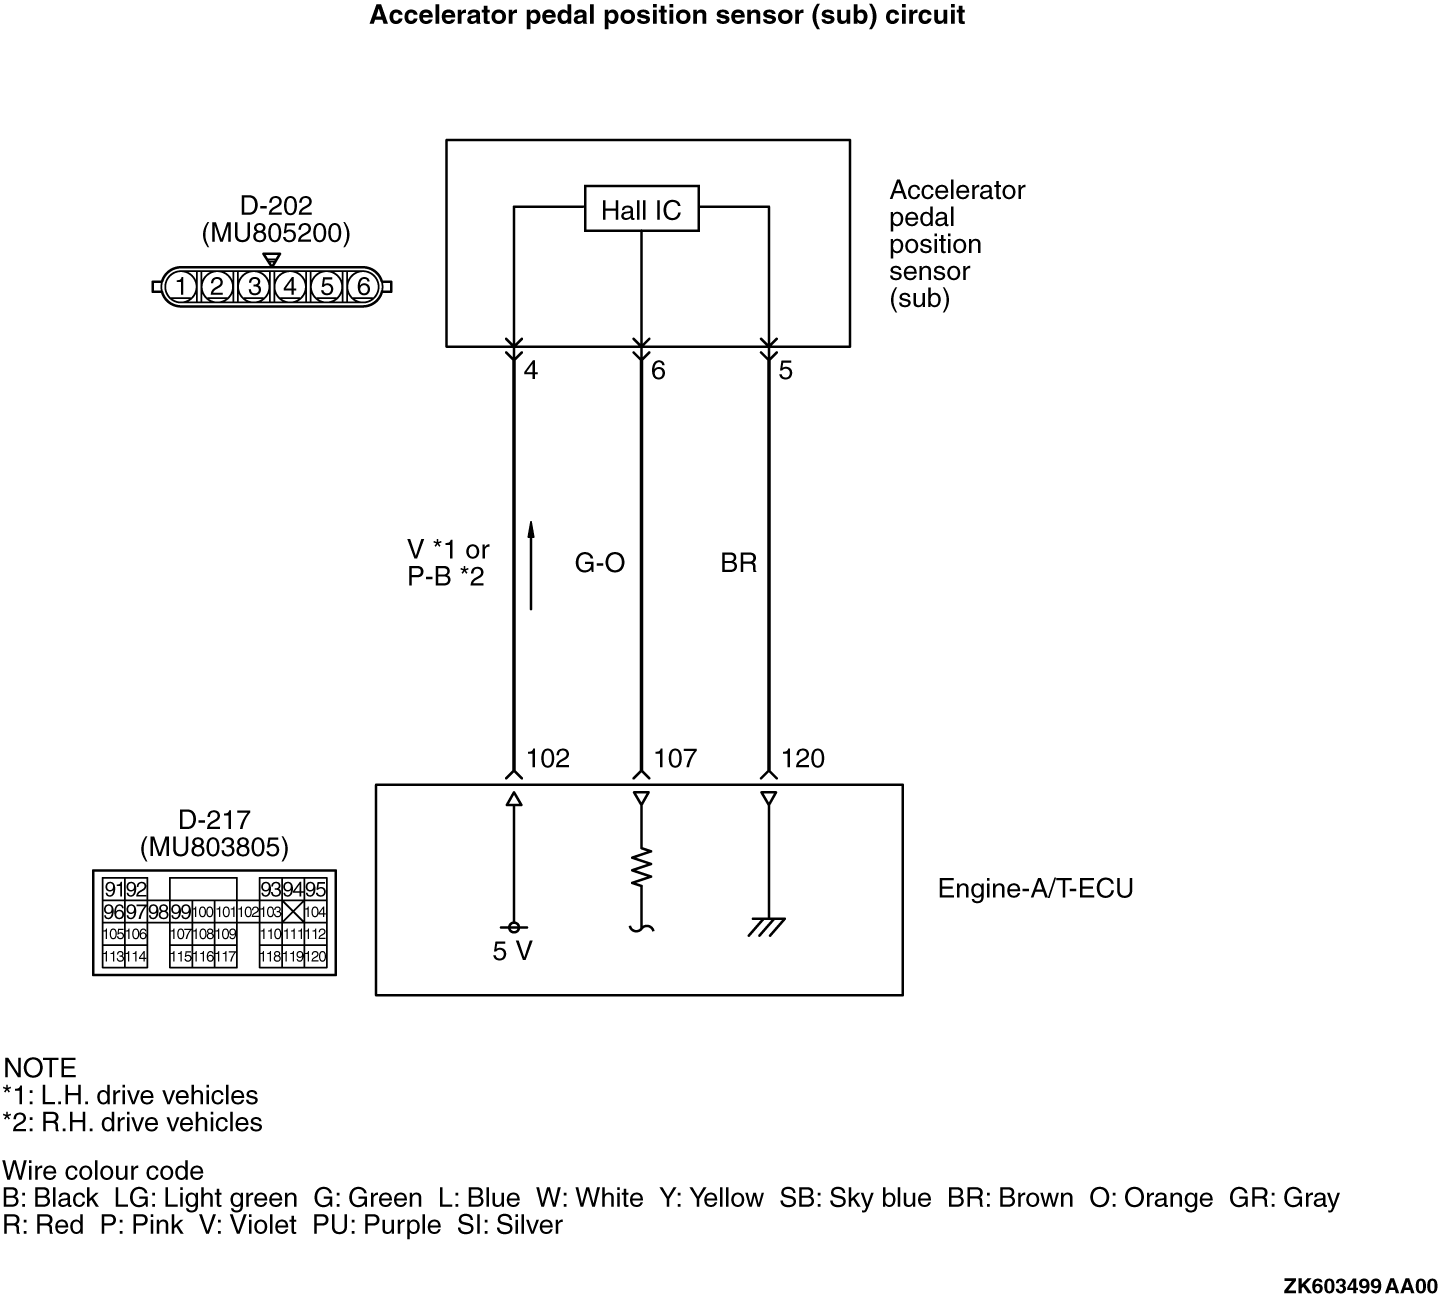 Accelerator pedal position sensor (sub) circuit
D-202
(MU805200)
1 2 3 4 5 6
Hall IC
Accelerator
pedal
position
sensor
(sub)
4 6 5
V *1 or
P-B *2
G-O
BR
102 107 120
D-217
(MU803805)
91 92 93 94 95
96 97 98 99 100 101 102 103 104
105 106 107 108 109 110 111 112
113 114 115 116 117 118 119 120
5 V
Engine-A/T-ECU
NOTE
*1: L.H. drive vehicles
*2: R.H. drive vehicles
Wire colour code
B: Black LG: Light green G: Green L: Blue W: White Y: Yellow SB: Sky blue BR: Brown O: Orange GR: Gray
R: Red P: Pink V: Violet PU: Purple SI: Silver
ZK603499AA00